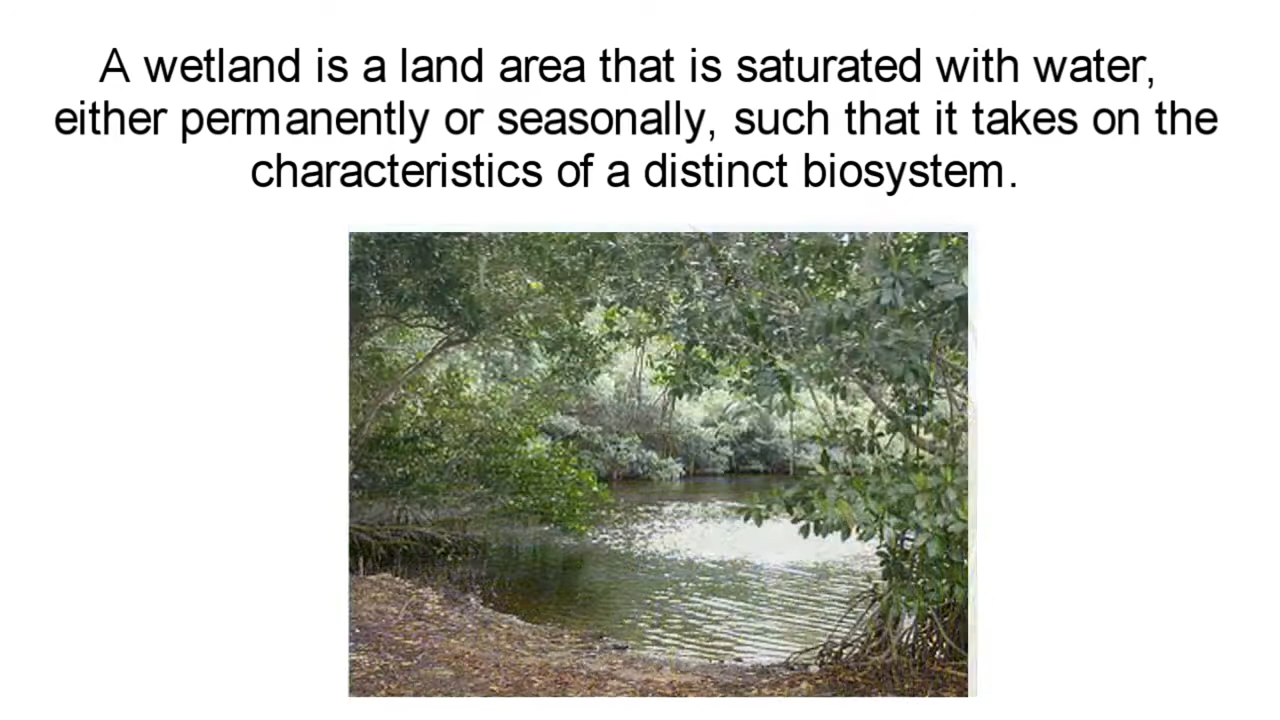 A wetland is a land area that is saturated with water,
either permanently or seasonally, such that it takes on the
characteristics of a distinct biosystem.